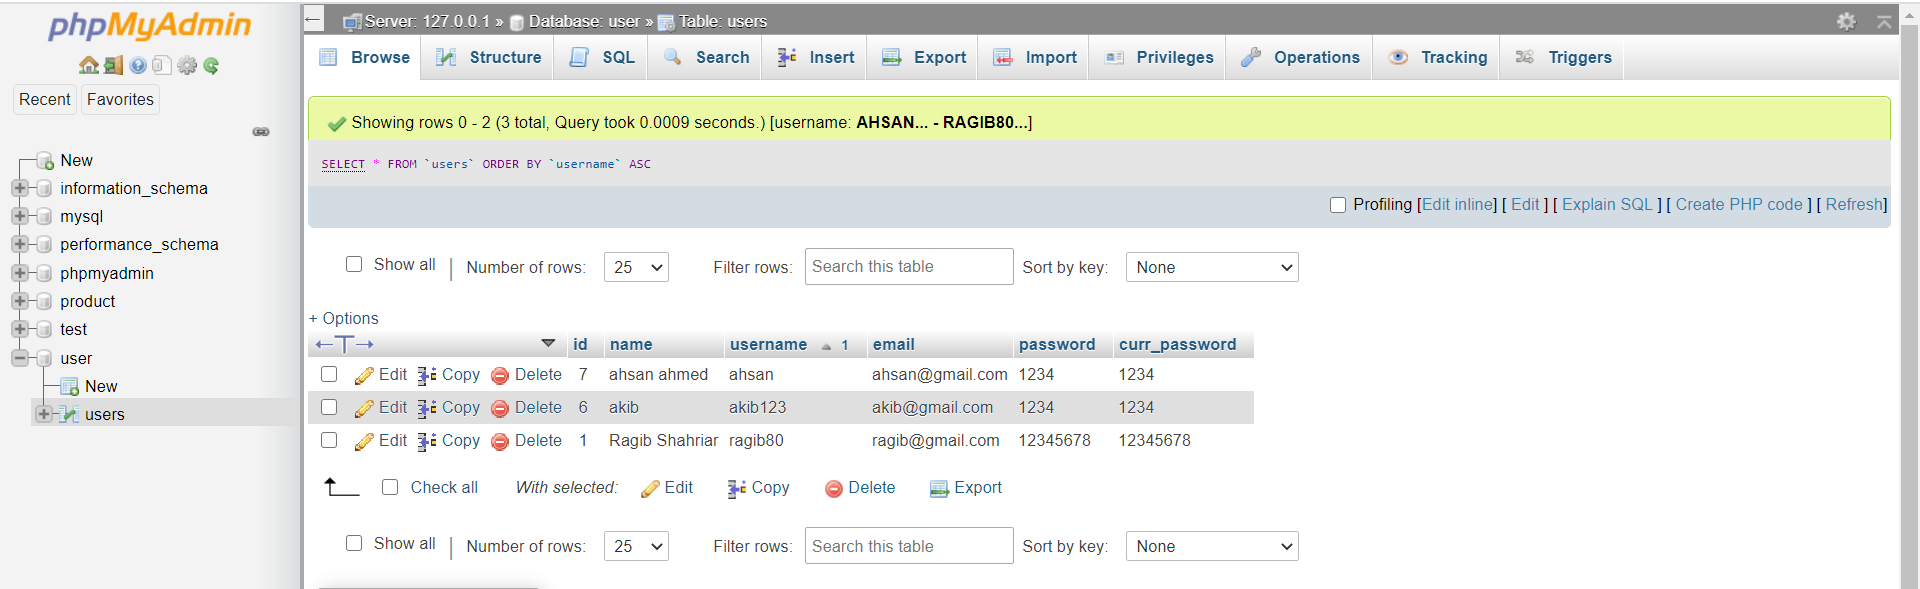 phpMyAdmin
Recent Favorites
New
information_schema
mysql
performance_schema
phpmyadmin
product
test
user
New
users
Server: 127.0.0.1 » Database: user » Table: users
Browse Structure SQL Search Insert Export Import Privileges Operations Tracking Triggers
Showing rows 0 - 2 (3 total, Query took 0.0009 seconds.) [username: AHSAN... - RAGIB80...]
SELECT * FROM `users` ORDER BY `username` ASC
Profiling [Edit inline] [ Edit ] [ Explain SQL ] [ Create PHP code ] [ Refresh]
Show all | Number of rows: 25 Filter rows: Search this table Sort by key: None
+ Options
←T→ id name username 1 email password curr_password
Edit Copy Delete 7 ahsan ahmed ahsan ahsan@gmail.com 1234 1234
Edit Copy Delete 6 akib akib123 akib@gmail.com 1234 1234
Edit Copy Delete 1 Ragib Shahriar ragib80 ragib@gmail.com 12345678 12345678
Check all With selected: Edit Copy Delete Export
Show all | Number of rows: 25 Filter rows: Search this table Sort by key: None